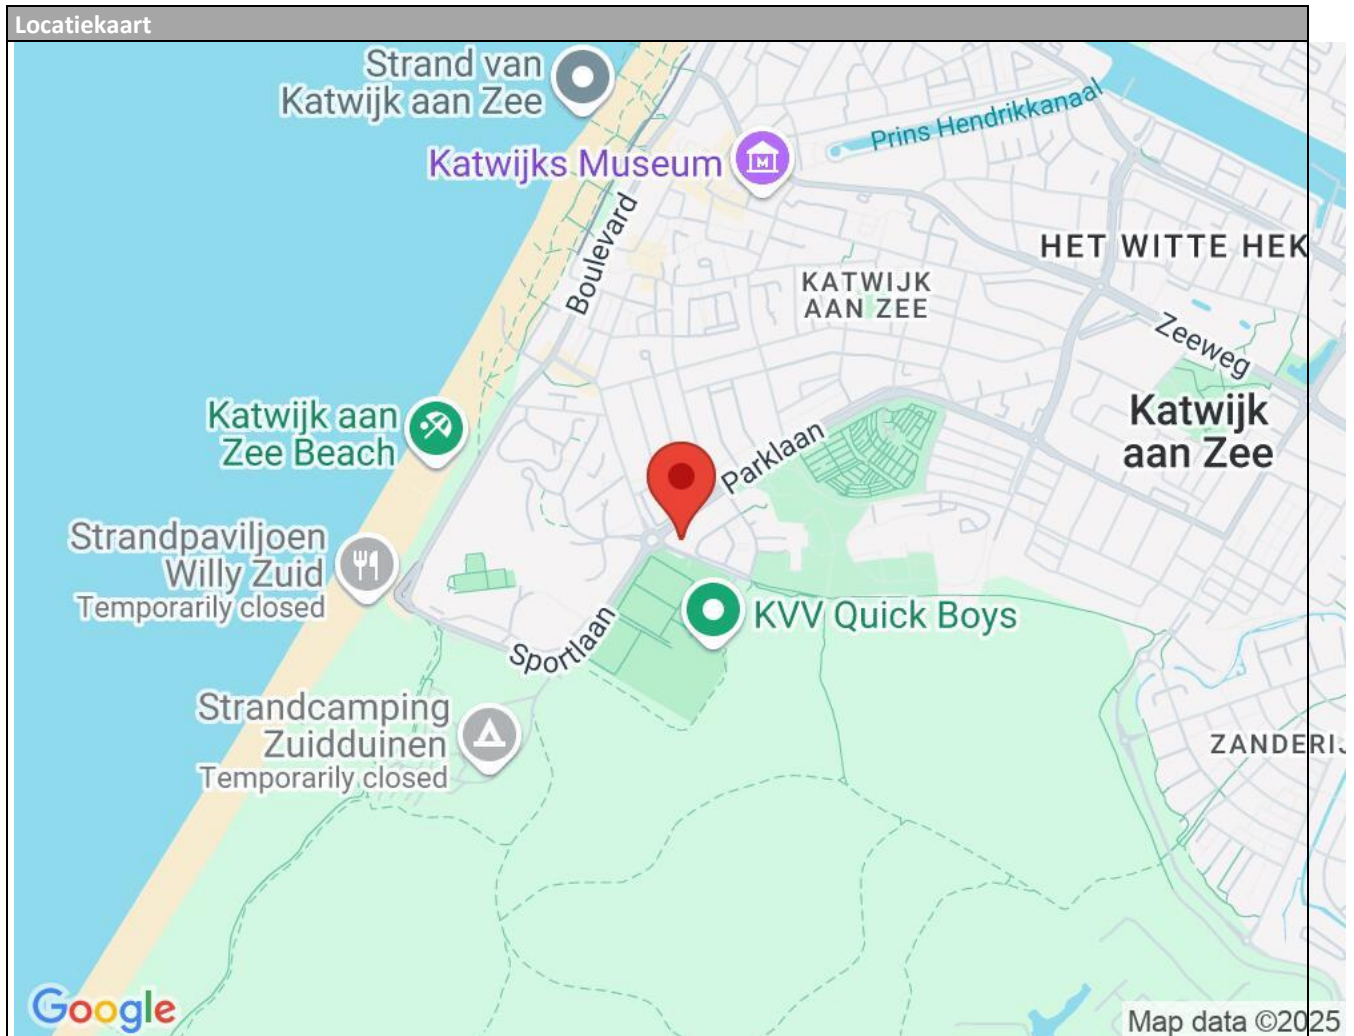 Locatiekaart
Strand van
Katwijk aan Zee
Prins Hendrikkanaal
Katwijks Museum
Boulevard
HET WITTE HEK
KATWIJK
AAN ZEE
Zeeweg
Katwijk aan
Zee Beach
Katwijk
aan Zee
Parklaan
Strandpaviljoen
Willy Zuid
Temporarily closed
KVV Quick Boys
Sportlaan
Strandcamping
Zuidduinen
Temporarily closed
ZANDERIJ
Google
Map data ©2025